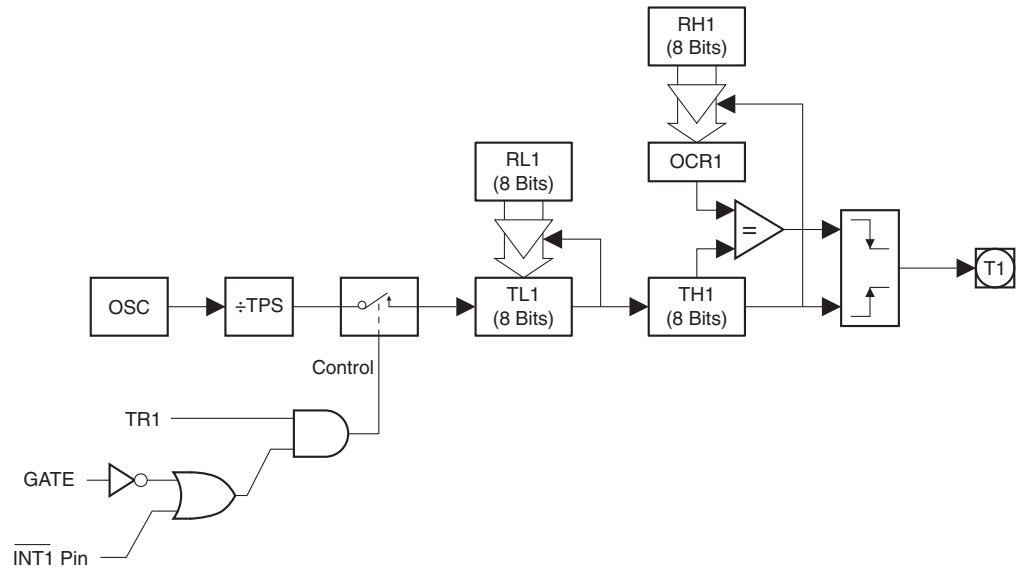 RH1
(8 Bits)
RL1
(8 Bits)
OCR1
=
OSC
÷TPS
TL1
(8 Bits)
TH1
(8 Bits)
T1
Control
TR1
GATE
INT1 Pin